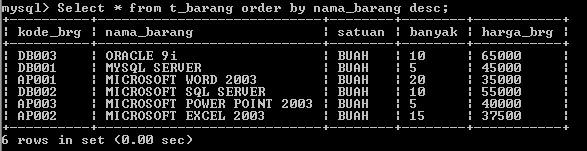 mysql> Select * from t_barang order by nama_barang desc;
kode_brg | nama_barang | satuan | banyak | harga_brg
DB003 | ORACLE 9i | BUAH | 10 | 65000
DB001 | MYSQL SERVER | BUAH | 5 | 45000
AP001 | MICROSOFT WORD 2003 | BUAH | 20 | 35000
DB002 | MICROSOFT SQL SERVER | BUAH | 10 | 55000
AP003 | MICROSOFT POWER POINT 2003 | BUAH | 5 | 40000
AP002 | MICROSOFT EXCEL 2003 | BUAH | 15 | 37500
6 rows in set (0.00 sec)